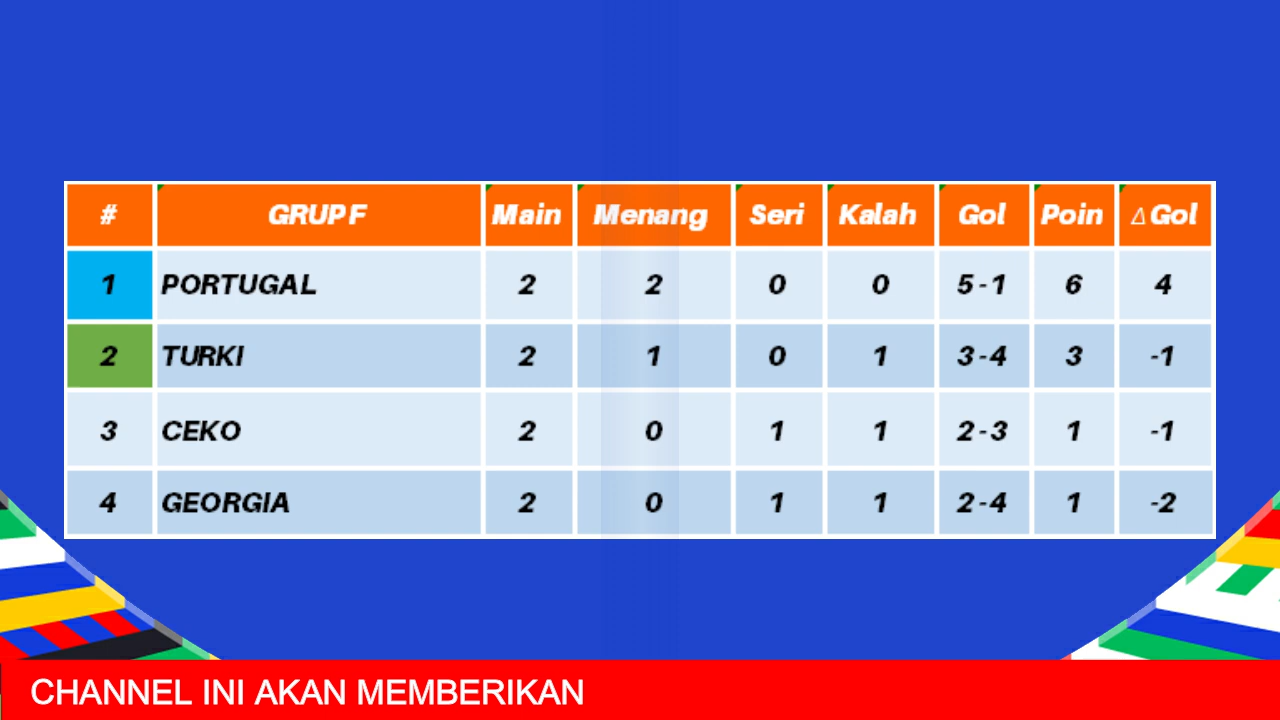 # GRUP F Main Menang Seri Kalah Gol Poin Δ Gol
1 PORTUGAL 2 2 0 0 5 - 1 6 4
2 TURKI 2 1 0 1 3 - 4 3 -1
3 CEKO 2 0 1 1 2 - 3 1 -1
4 GEORGIA 2 0 1 1 2 - 4 1 -2
CHANNEL INI AKAN MEMBERIKAN